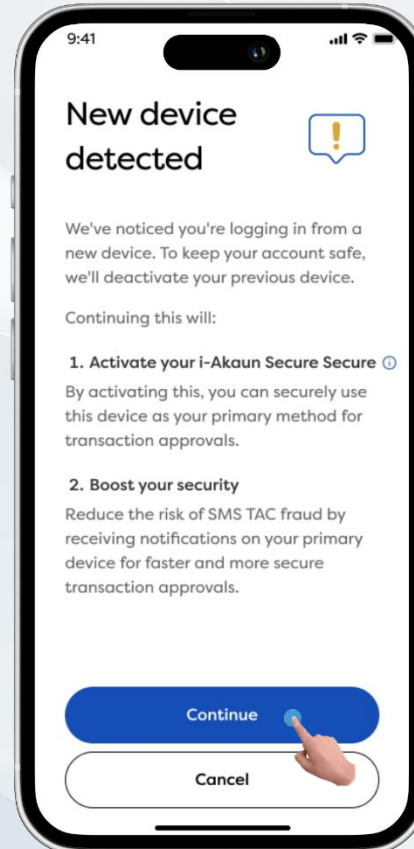 9:41
New device
detected
We've noticed you're logging in from a
new device. To keep your account safe,
we'll deactivate your previous device.
Continuing this will:
1. Activate your i-Akaun Secure Secure
By activating this, you can securely use
this device as your primary method for
transaction approvals.
2. Boost your security
Reduce the risk of SMS TAC fraud by
receiving notifications on your primary
device for faster and more secure
transaction approvals.
Continue
Cancel